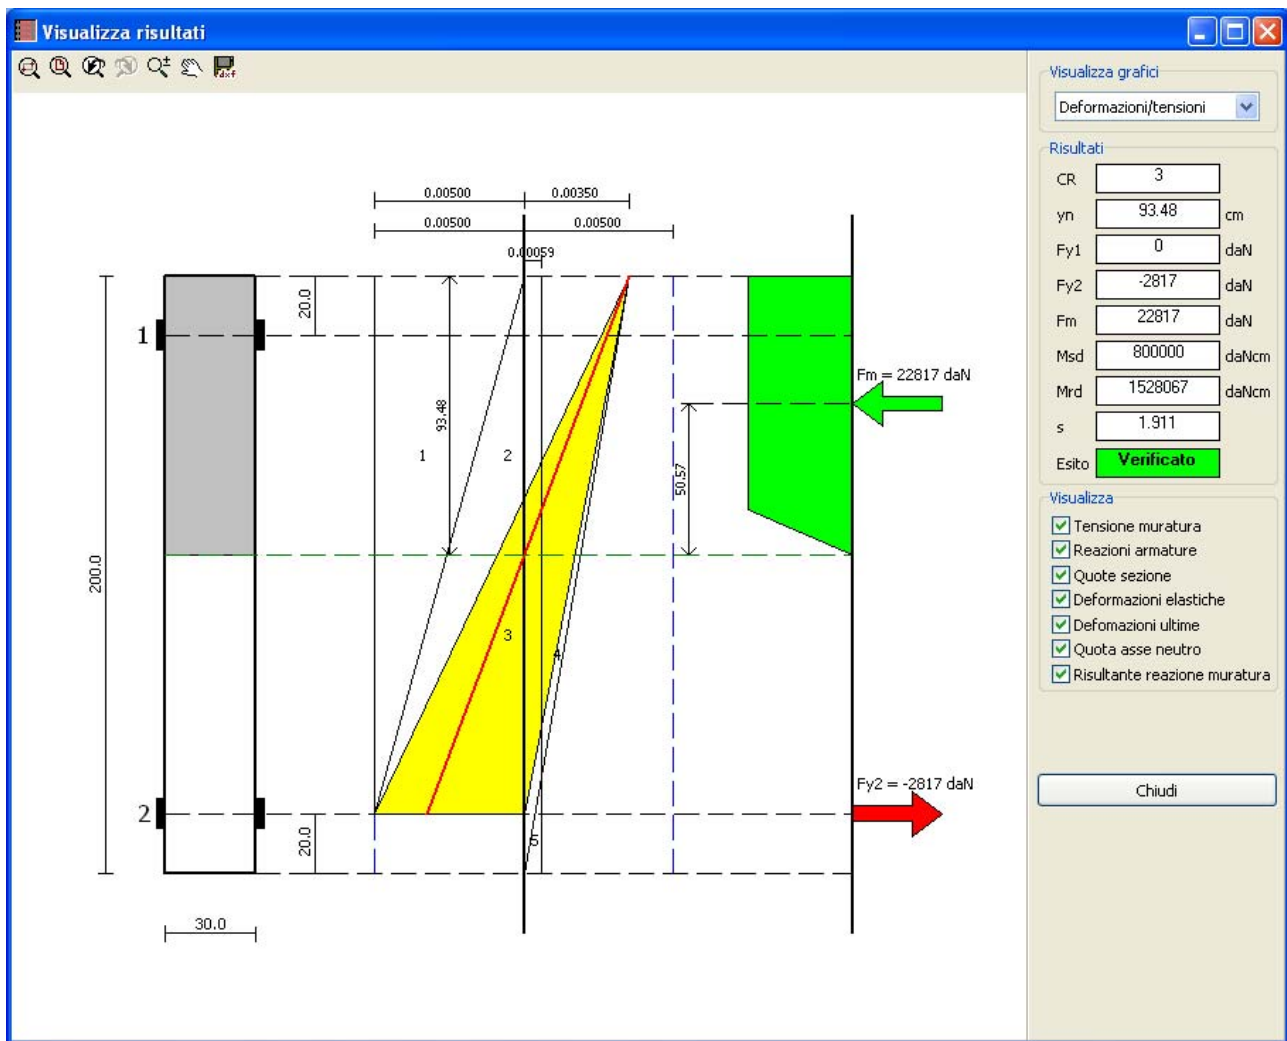 Visualizza risultati
dxf
Visualizza grafici
Deformazioni/tensioni
Risultati
CR 3
yn 93.48 cm
Fy1 0 daN
Fy2 -2817 daN
Fm 22817 daN
Msd 800000 daNcm
Mrd 1528067 daNcm
s 1.911
Esito Verificato
Visualizza
Tensione muratura
Reazioni armature
Quote sezione
Deformazioni elastiche
Defomazioni ultime
Quota asse neutro
Risultante reazione muratura
Chiudi
0.00500 0.00350
0.00500 0.00500
0.00059
20.0
1
Fm = 22817 daN
93.48
1 2
50.57
200.0
3
4
Fy2 = -2817 daN
2
20.0
5
30.0